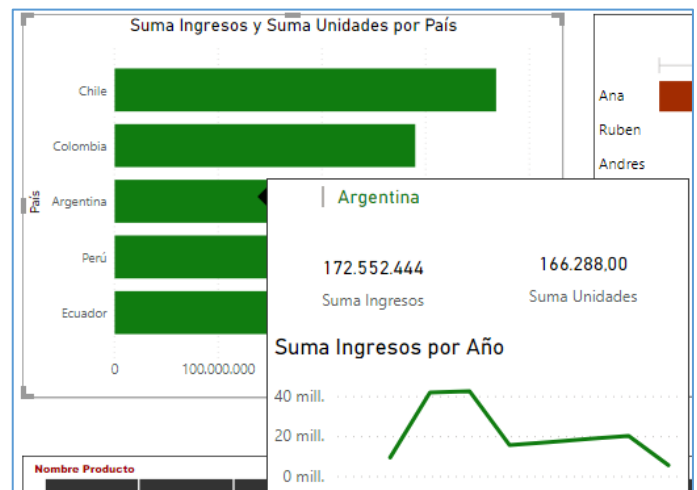 Suma Ingresos y Suma Unidades por País
País
Chile
Colombia
Argentina
Perú
Ecuador
0
100.000.000
Ana
Ruben
Andres
Argentina
172.552.444
Suma Ingresos
166.288,00
Suma Unidades
Suma Ingresos por Año
40 mill.
20 mill.
0 mill.
Nombre Producto